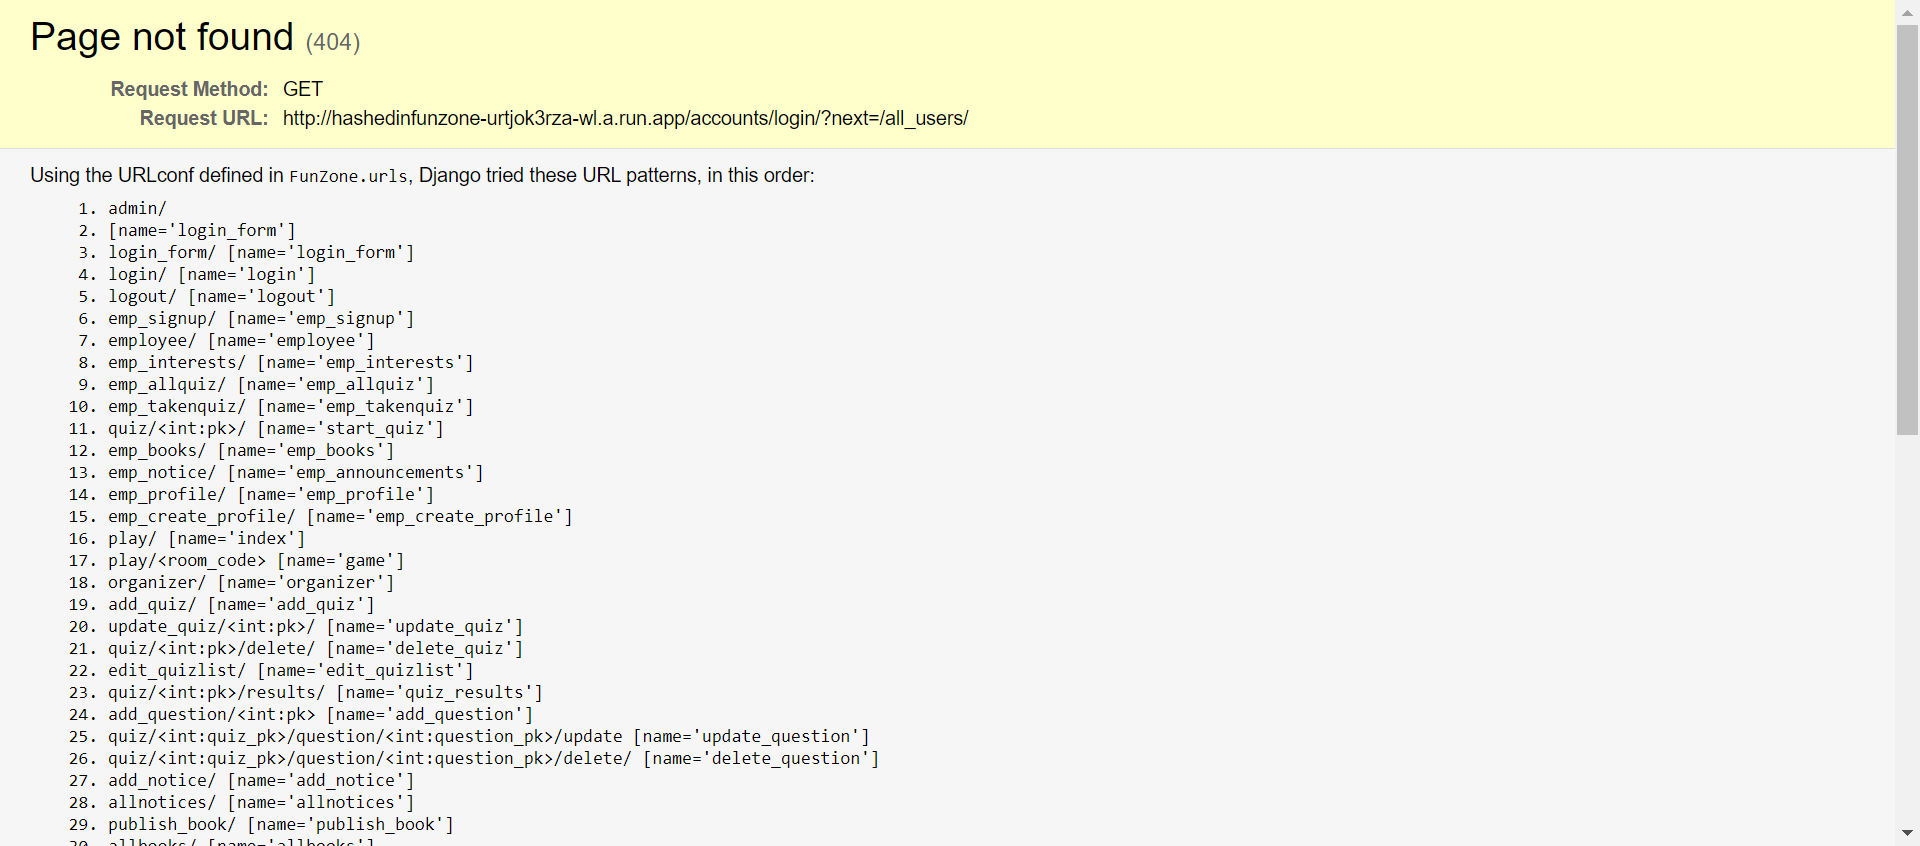 Page not found (404)
Request Method: GET
Request URL: http://hashedinfunzone-urtjok3rza-wl.a.run.app/accounts/login/?next=/all_users/
Using the URLconf defined in FunZone.urls, Django tried these URL patterns, in this order:
1. admin/
2. [name='login_form']
3. login_form/ [name='login_form']
4. login/ [name='login']
5. logout/ [name='logout']
6. emp_signup/ [name='emp_signup']
7. employee/ [name='employee']
8. emp_interests/ [name='emp_interests']
9. emp_allquiz/ [name='emp_allquiz']
10. emp_takenquiz/ [name='emp_takenquiz']
11. quiz/<int:pk>/ [name='start_quiz']
12. emp_books/ [name='emp_books']
13. emp_notice/ [name='emp_announcements']
14. emp_profile/ [name='emp_profile']
15. emp_create_profile/ [name='emp_create_profile']
16. play/ [name='index']
17. play/<room_code> [name='game']
18. organizer/ [name='organizer']
19. add_quiz/ [name='add_quiz']
20. update_quiz/<int:pk>/ [name='update_quiz']
21. quiz/<int:pk>/delete/ [name='delete_quiz']
22. edit_quizlist/ [name='edit_quizlist']
23. quiz/<int:pk>/results/ [name='quiz_results']
24. add_question/<int:pk> [name='add_question']
25. quiz/<int:quiz_pk>/question/<int:question_pk>/update [name='update_question']
26. quiz/<int:quiz_pk>/question/<int:question_pk>/delete/ [name='delete_question']
27. add_notice/ [name='add_notice']
28. allnotices/ [name='allnotices']
29. publish_book/ [name='publish_book']
30. allbooks/ [name='allbooks']